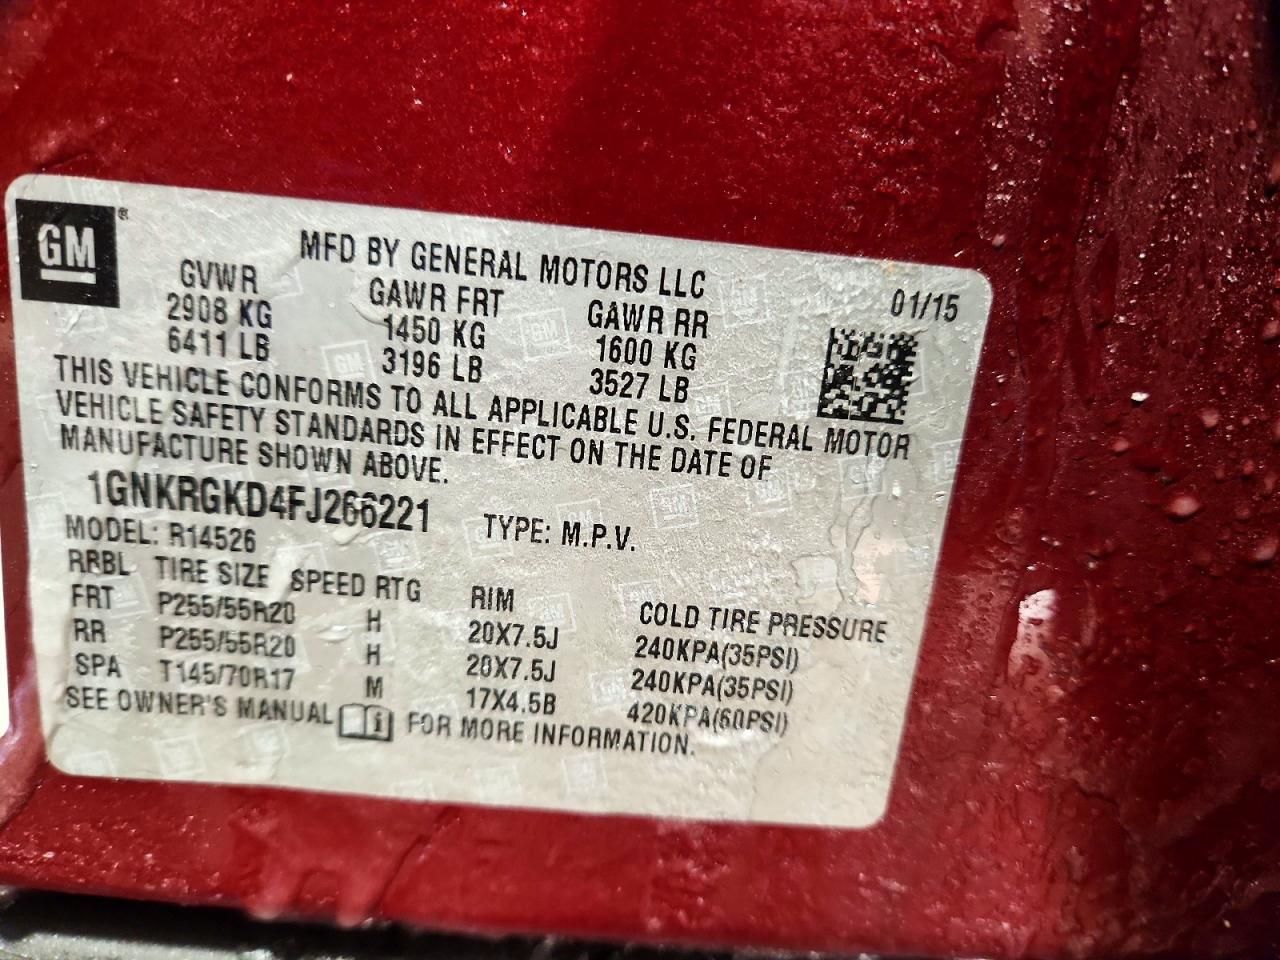 GM®
MFD BY GENERAL MOTORS LLC
01/15
GVWR GAWR FRT GAWR RR
2908 KG 1450 KG 1600 KG
6411 LB 3196 LB 3527 LB
THIS VEHICLE CONFORMS TO ALL APPLICABLE U.S. FEDERAL MOTOR
VEHICLE SAFETY STANDARDS IN EFFECT ON THE DATE OF
MANUFACTURE SHOWN ABOVE.
1GNKRGKD4FJ266221 TYPE: M.P.V.
MODEL: R14526
RRBL TIRE SIZE SPEED RTG RIM COLD TIRE PRESSURE
FRT P255/55R20 H 20X7.5J 240KPA(35PSI)
RR P255/55R20 H 20X7.5J 240KPA(35PSI)
SPA T145/70R17 M 17X4.5B 420KPA(60PSI)
SEE OWNER'S MANUAL FOR MORE INFORMATION.